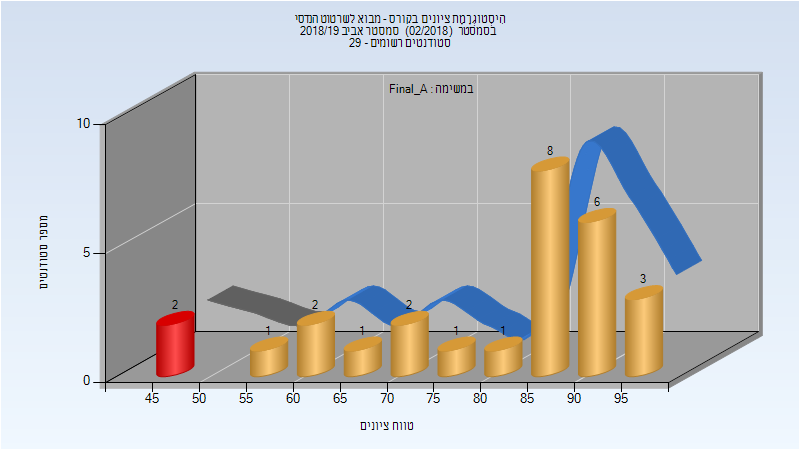 הִיסְטוֹגְרָמַת ציונים בקורס - מבוא לשרטוט הנדסי
בסמסטר (02/2018) סמסטר אביב 2018/19
סטודנטים רשומים - 29
במשימה : Final_A
10
5
0
מספר סטודנטים
2
1
2
1
2
1
1
8
6
3
45 50 55 60 65 70 75 80 85 90 95
טווח ציונים